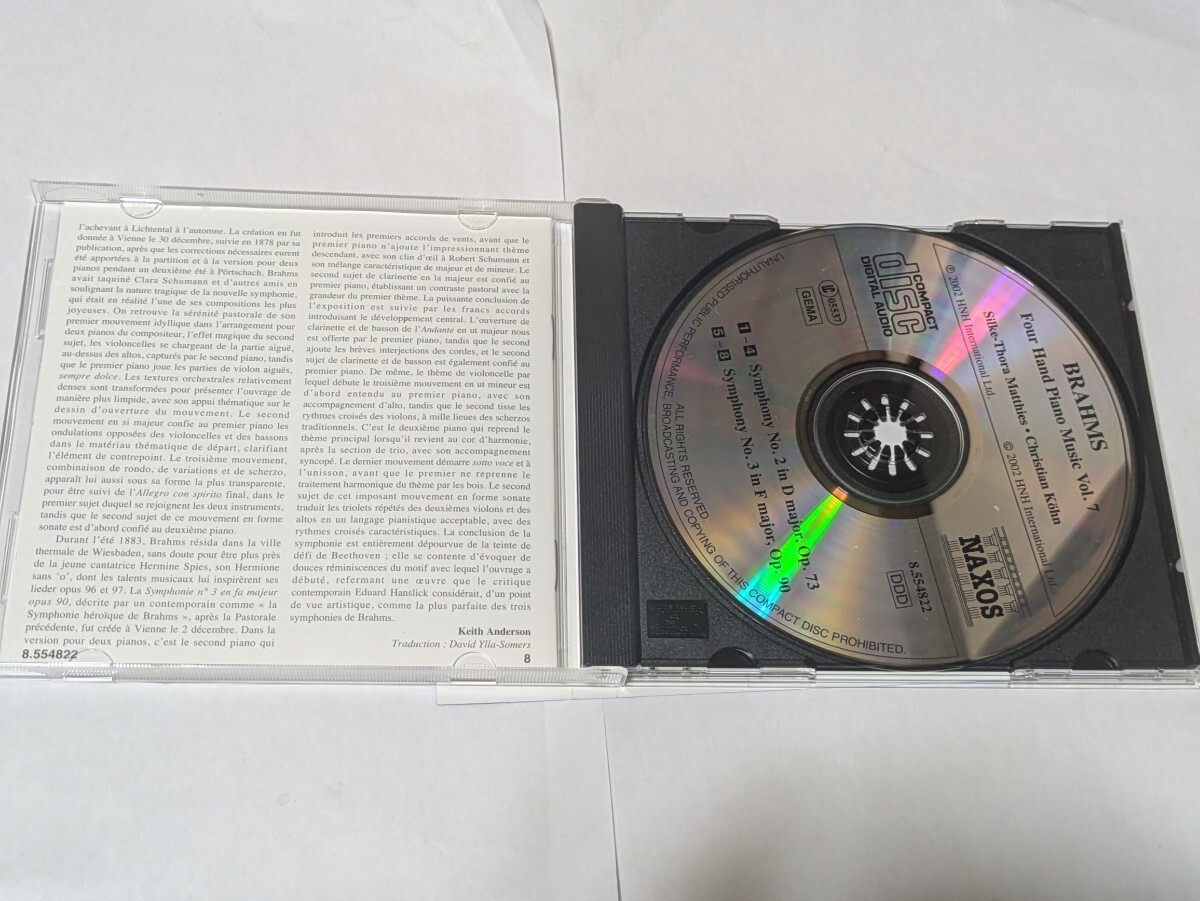 l'achevant à Lichtental à l'automne. La création en fut
donnée à Vienne le 30 décembre, suivie en 1878 par sa
publication, après que les corrections nécessaires eurent
été apportées à la partition et à la version pour deux
pianos pendant un deuxième été à Pörtschach. Brahms
avait taquiné Clara Schumann et d'autres amis en
soulignant la nature tragique de la nouvelle symphonie,
qui était en réalité l'une de ses compositions les plus
joyeuses. On retrouve la sérénité pastorale de son
premier mouvement idyllique dans l'arrangement pour
deux pianos du compositeur, l'effet magique du second
sujet, les violoncelles se chargeant de la partie aiguë,
au-dessus des altos, capturés par le second piano, tandis
que le premier piano joue les parties de violon aiguës,
sempre dolce. Les textures orchestrales relativement
denses sont transformées pour présenter l'ouvrage de
manière plus limpide, avec son appui thématique sur le
dessin d'ouverture du mouvement. Le second
mouvement en si majeur confie au premier piano les
ondulations opposées des violoncelles et des bassons
dans le matériau thématique de départ, clarifiant
l'élément de contrepoint. Le troisième mouvement,
combinaison de rondo, de variations et de scherzo,
apparaît lui aussi sous sa forme la plus transparente,
pour être suivi de l'Allegro con spirito final, dans le
premier sujet duquel se rejoignent les deux instruments,
tandis que le second sujet de ce mouvement en forme
sonate est d'abord confié au deuxième piano.
Durant l'été 1883, Brahms résida dans la ville
thermale de Wiesbaden, sans doute pour être plus près
de la jeune cantatrice Hermine Spies, son Hermione
sans 'o', dont les talents musicaux lui inspirèrent ses
lieder opus 96 et 97. La Symphonie n° 3 en fa majeur
opus 90, décrite par un contemporain comme « la
Symphonie héroïque de Brahms », après la Pastorale
précédente, fut créée à Vienne le 2 décembre. Dans la
version pour deux pianos, c'est le second piano qui
introduit les premiers accords de vents, avant que le
premier piano n'ajoute l'impressionnant thème
descendant, avec son clin d'œil à Robert Schumann et
son mélange caractéristique de majeur et de mineur. Le
second sujet de clarinette en la majeur est confié au
premier piano, établissant un contraste pastoral avec la
grandeur du premier thème. La puissante conclusion de
l'exposition est suivie par les francs accords
introduisant le développement central. L'ouverture de
clarinette et de basson de l'Andante en ut majeur nous
est offerte par le premier piano, tandis que le second
ajoute les brèves interjections des cordes, et le second
sujet de clarinette et de basson est également confié au
premier piano. De même, le thème de violoncelle par
lequel débute le troisième mouvement en ut mineur est
d'abord entendu au premier piano, avec son
accompagnement d'alto, tandis que le second tisse les
rythmes croisés des violons, à mille lieues des scherzos
traditionnels. C'est le deuxième piano qui reprend le
thème principal lorsqu'il revient au cor d'harmonie,
après la section de trio, avec son accompagnement
syncopé. Le dernier mouvement démarre sotto voce et à
l'unisson, avant que le premier ne reprenne le
traitement harmonique du thème par les bois. Le second
sujet de cet imposant mouvement en forme sonate
traduit les triolets répétés des deuxièmes violons et des
altos en un langage pianistique acceptable, avec des
rythmes croisés caractéristiques. La conclusion de la
symphonie est entièrement dépourvue de la teinte de
défi de Beethoven ; elle se contente d'évoquer de
douces réminiscences du motif avec lequel l'ouvrage a
débuté, refermant une œuvre que le critique
contemporain Eduard Hanslick considérait, d'un point
de vue artistique, comme la plus parfaite des trois
symphonies de Brahms.
Keith Anderson
Traduction : David Ylla-Somers
8.554822
8
BRAHMS
Four Hand Piano Music Vol. 7
Silke-Thora Matthies • Christian Köhn
℗ 2002 HNH International Ltd.
© 2002 HNH International Ltd.
NAXOS
8.554822
DDD
COMPACT
disc
DIGITAL AUDIO
LC 05537
GEMA
1 - 4 Symphony No. 2 in D major, Op. 73
5 - 8 Symphony No. 3 in F major, Op. 90
ALL RIGHTS RESERVED.
UNAUTHORISED PUBLIC PERFORMANCE, BROADCASTING AND COPYING OF THIS COMPACT DISC PROHIBITED.